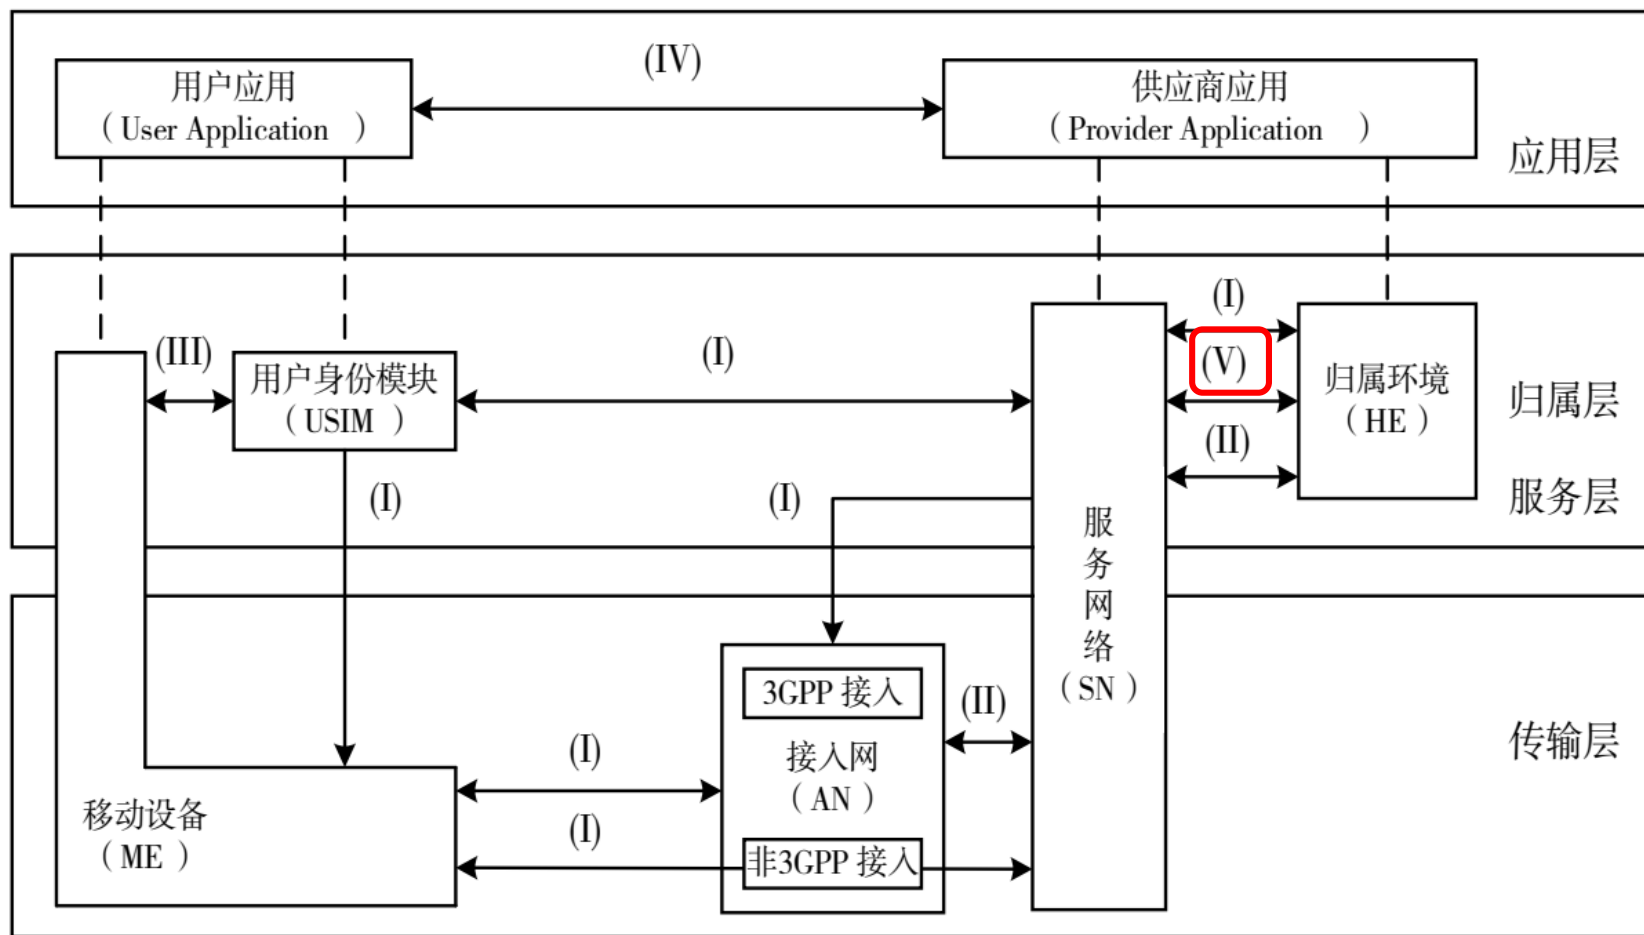 (IV)
用户应用
（User Application ）
供应商应用
（Provider Application ）
应用层
(I)
(III)
(I)
(V)
用户身份模块
（USIM ）
归属环境
（HE）
归属层
(II)
(I)
(I)
服务层
服
务
网
络
（SN）
3GPP 接入
(II)
(I)
接入网
（AN）
传输层
移动设备
（ME ）
(I)
非3GPP 接入